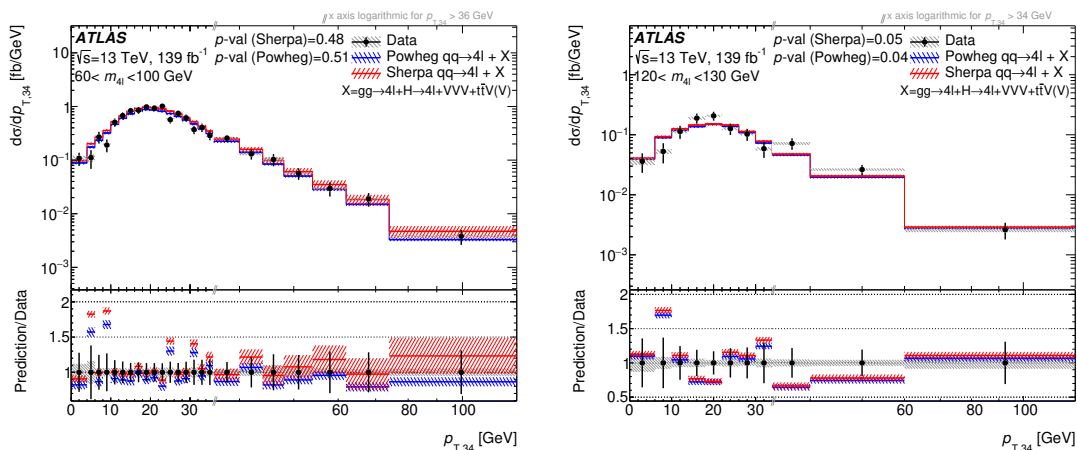 // x axis logarithmic for p_T,34 > 36 GeV
dσ/dp_T,34 [fb/GeV]
ATLAS
√s=13 TeV, 139 fb⁻¹
60< m_4l <100 GeV
p-val (Sherpa)=0.48
p-val (Powheg)=0.51
Data
Powheg qq→4l + X
Sherpa qq→4l + X
X=gg→4l+H→4l+VVV+tt̄V(V)
10
1
10⁻¹
10⁻²
10⁻³
Prediction/Data
2
1.5
1
0 10 20 30 60 100
p_T,34 [GeV]
// x axis logarithmic for p_T,34 > 34 GeV
dσ/dp_T,34 [fb/GeV]
ATLAS
√s=13 TeV, 139 fb⁻¹
120< m_4l <130 GeV
p-val (Sherpa)=0.05
p-val (Powheg)=0.04
Data
Powheg qq→4l + X
Sherpa qq→4l + X
X=gg→4l+H→4l+VVV+tt̄V(V)
10
1
10⁻¹
10⁻²
10⁻³
Prediction/Data
2
1.5
1
0.5
0 10 20 30 60 100
p_T,34 [GeV]